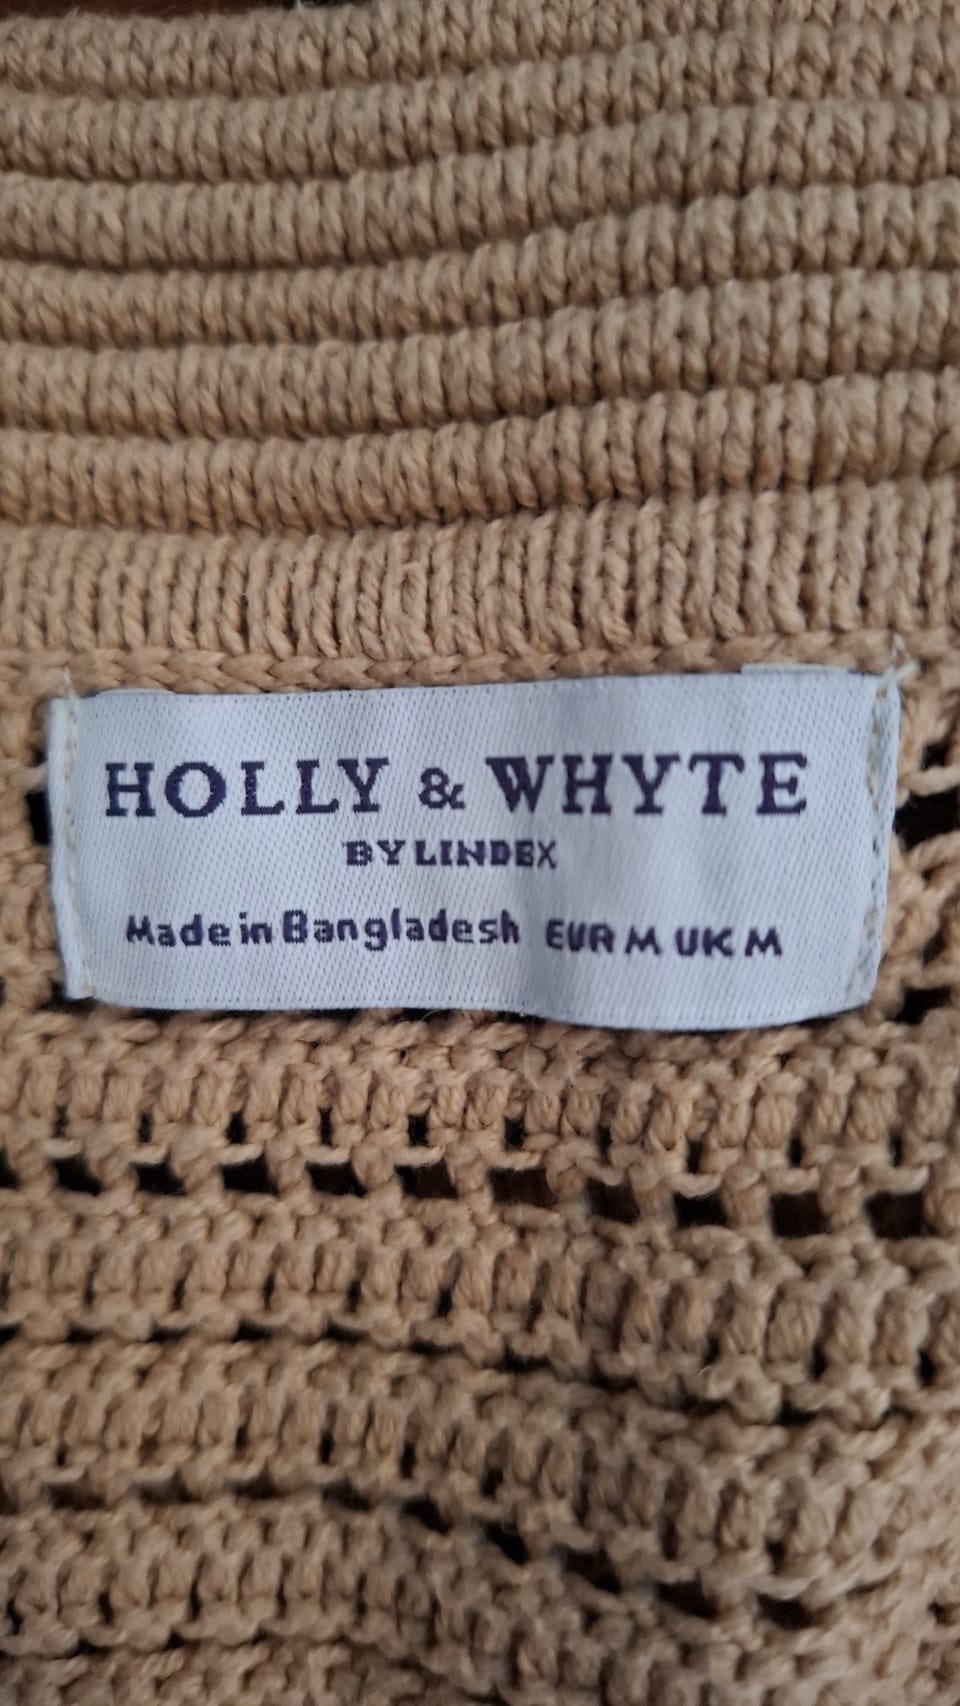 HOLLY & WHYTE
BY LINDEX
Made in Bangladesh EUR M UK M